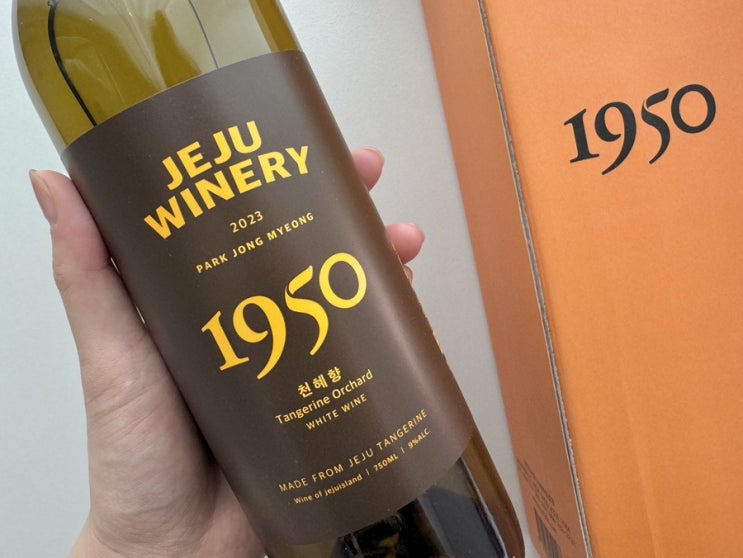 JEJU
WINERY
2023
PARK JONG MYEONG
1950
천혜향
Tangerine Orchard
WHITE WINE
MADE FROM JEJU TANGERINE
Wine of jejuisland | 750ML | 9%ALC
1950